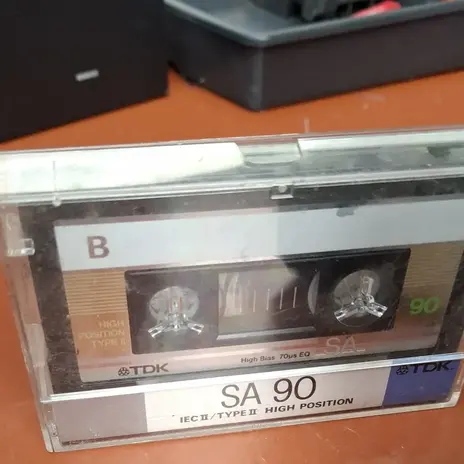 B
HIGH
POSITION
TYPE II
90
SA
High Bias 70μs EQ
TDK
TDK
SA 90
IEC II/TYPE II HIGH POSITION